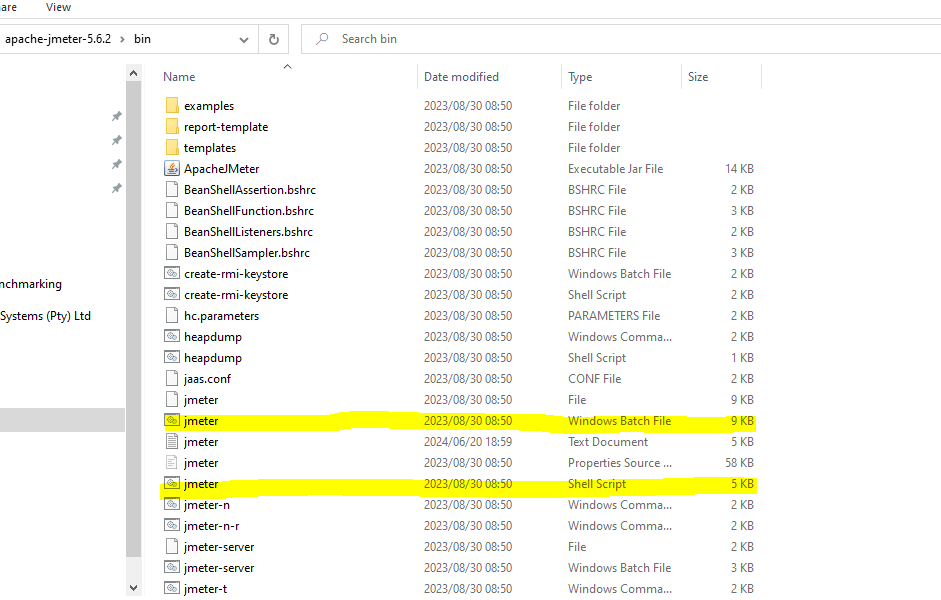 are View
apache-jmeter-5.6.2 > bin Search bin
Name Date modified Type Size
examples 2023/08/30 08:50 File folder
report-template 2023/08/30 08:50 File folder
templates 2023/08/30 08:50 File folder
ApacheJMeter 2023/08/30 08:50 Executable Jar File 14 KB
BeanShellAssertion.bshrc 2023/08/30 08:50 BSHRC File 2 KB
BeanShellFunction.bshrc 2023/08/30 08:50 BSHRC File 3 KB
BeanShellListeners.bshrc 2023/08/30 08:50 BSHRC File 2 KB
BeanShellSampler.bshrc 2023/08/30 08:50 BSHRC File 3 KB
create-rmi-keystore 2023/08/30 08:50 Windows Batch File 2 KB
nchmarking
create-rmi-keystore 2023/08/30 08:50 Shell Script 2 KB
Systems (Pty) Ltd
hc.parameters 2023/08/30 08:50 PARAMETERS File 2 KB
heapdump 2023/08/30 08:50 Windows Comma... 2 KB
heapdump 2023/08/30 08:50 Shell Script 1 KB
jaas.conf 2023/08/30 08:50 CONF File 2 KB
jmeter 2023/08/30 08:50 File 9 KB
jmeter 2023/08/30 08:50 Windows Batch File 9 KB
jmeter 2024/06/20 18:59 Text Document 5 KB
jmeter 2023/08/30 08:50 Properties Source ... 58 KB
jmeter 2023/08/30 08:50 Shell Script 5 KB
jmeter-n 2023/08/30 08:50 Windows Comma... 2 KB
jmeter-n-r 2023/08/30 08:50 Windows Comma... 2 KB
jmeter-server 2023/08/30 08:50 File 2 KB
jmeter-server 2023/08/30 08:50 Windows Batch File 3 KB
jmeter-t 2023/08/30 08:50 Windows Comma... 2 KB